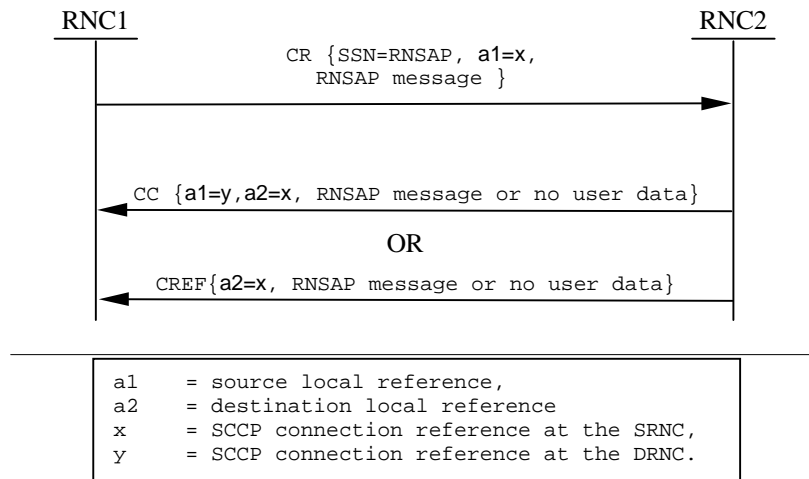 RNC1 RNC2
CR {SSN=RNSAP, a1=x,
RNSAP message }
CC {a1=y,a2=x, RNSAP message or no user data}
OR
CREF{a2=x, RNSAP message or no user data}
a1 = source local reference,
a2 = destination local reference
x = SCCP connection reference at the SRNC,
y = SCCP connection reference at the DRNC.